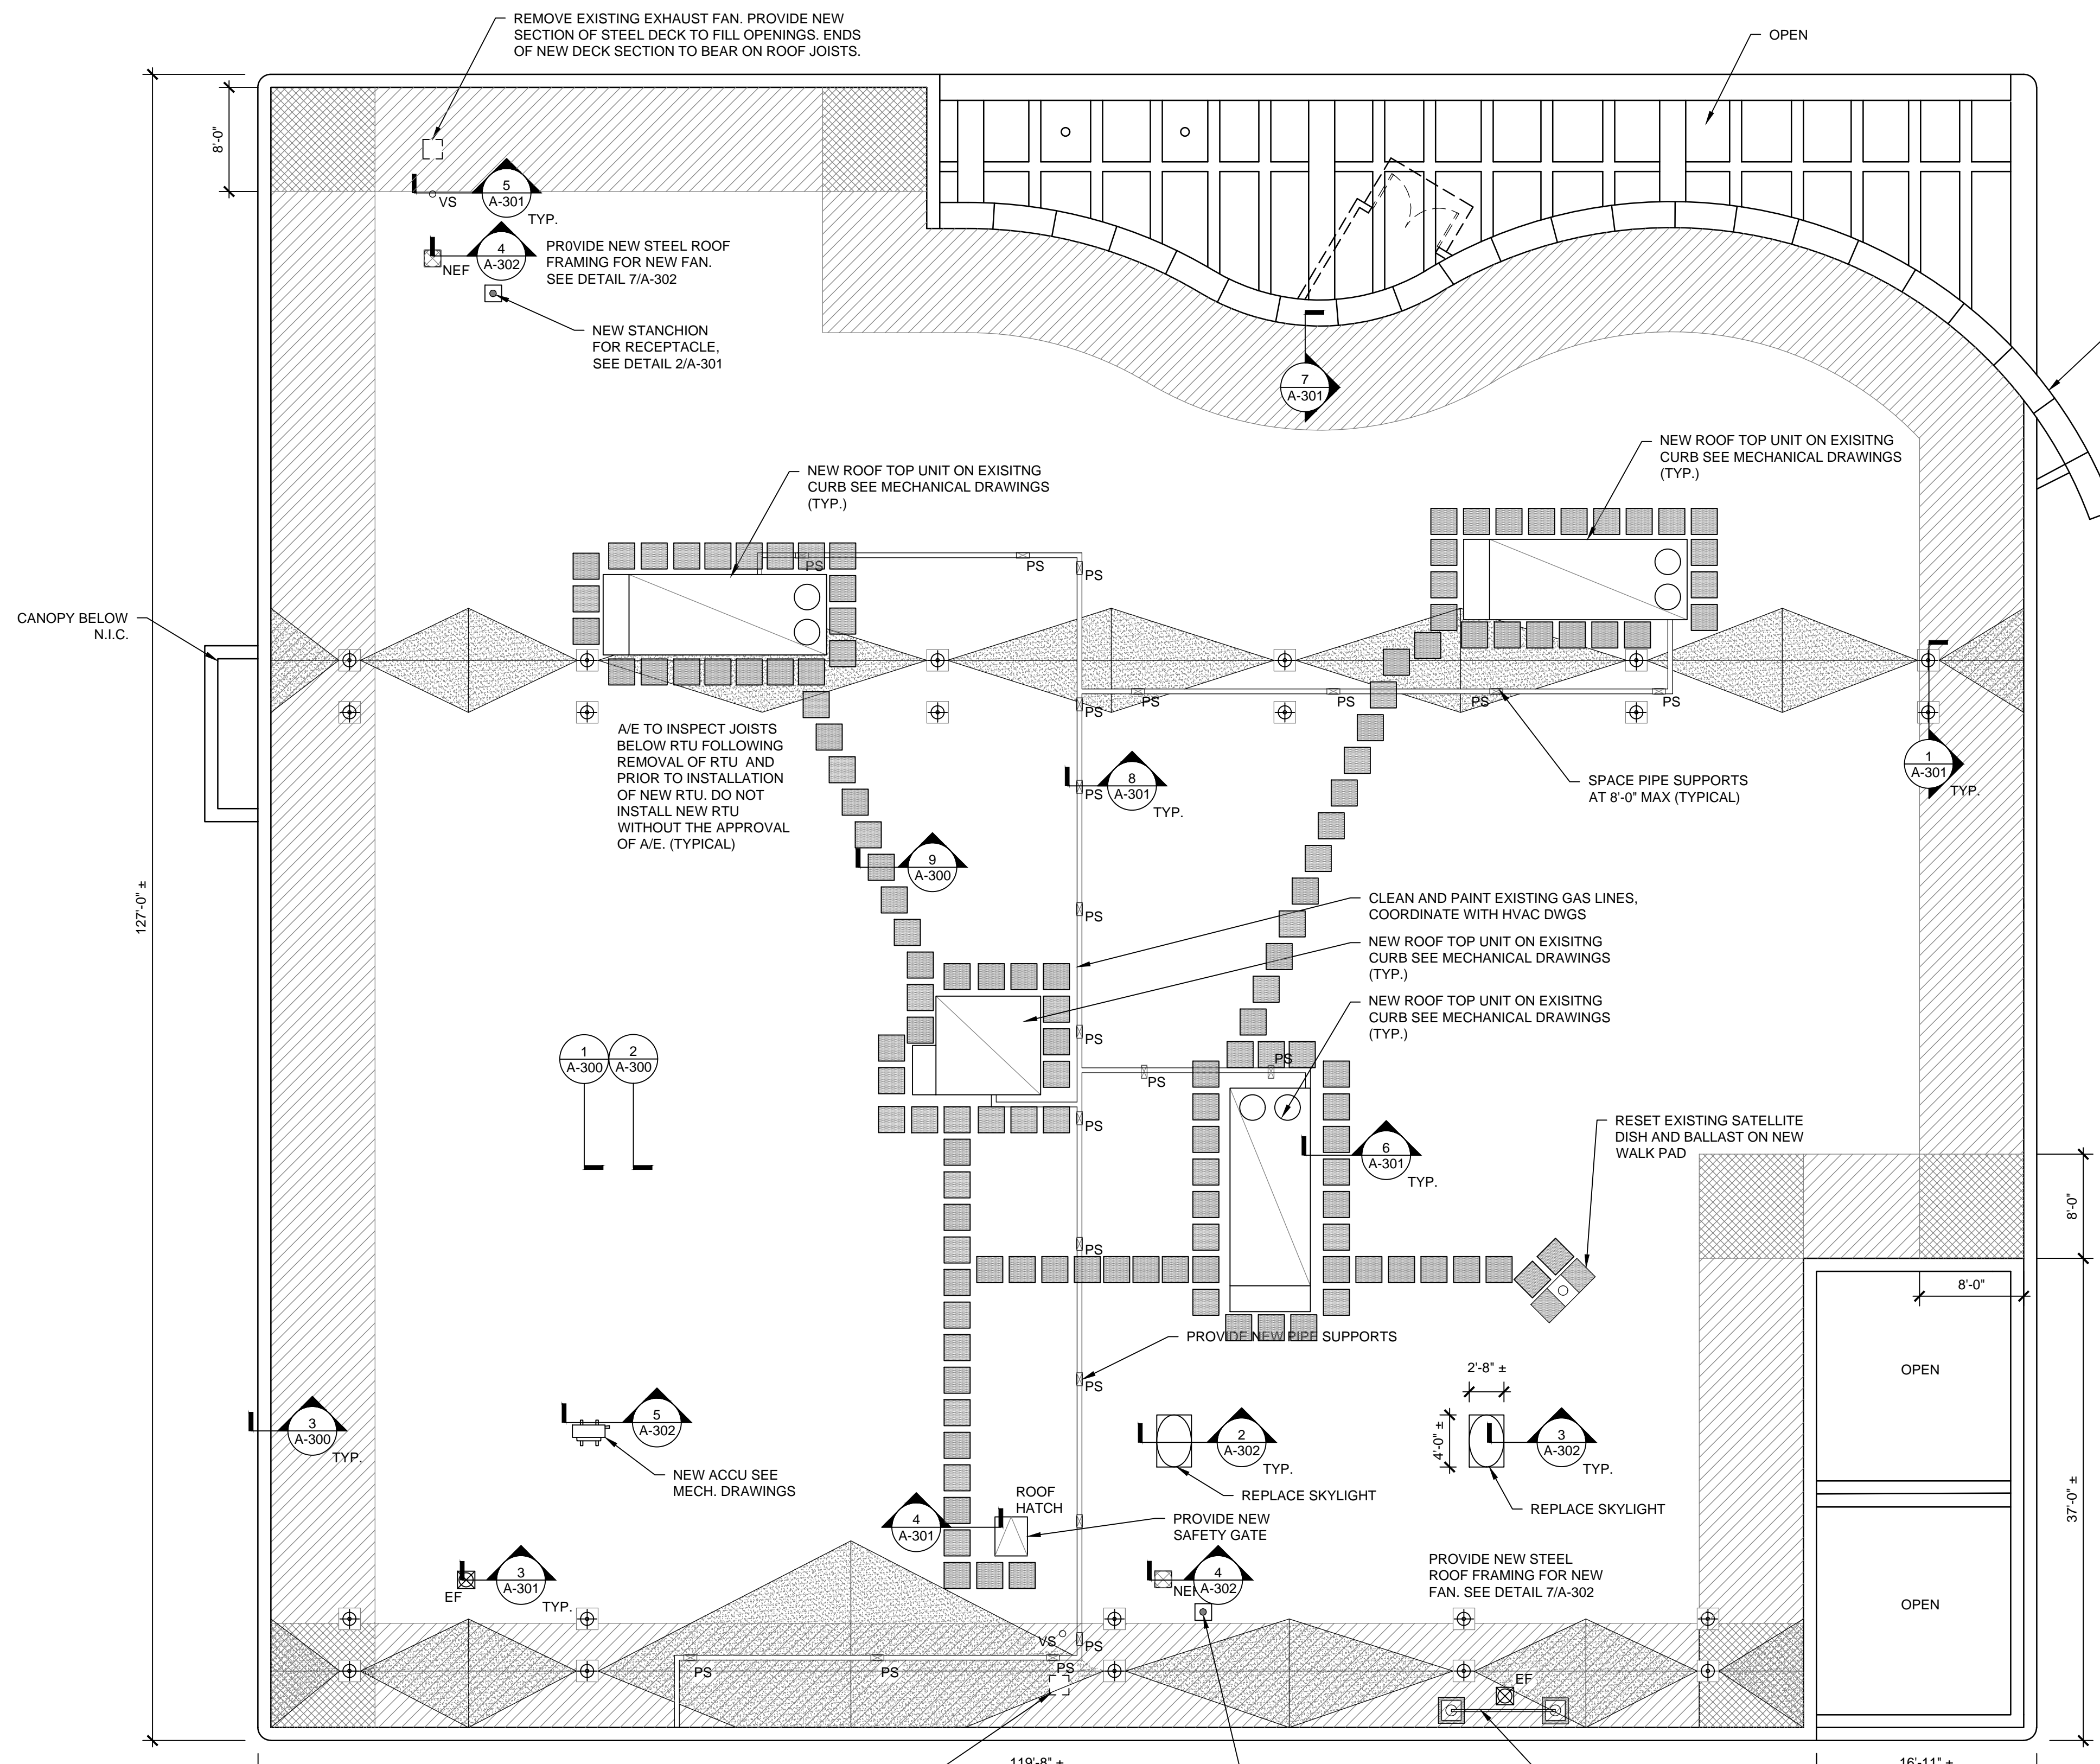 REMOVE EXISTING EXHAUST FAN. PROVIDE NEW
SECTION OF STEEL DECK TO FILL OPENINGS. ENDS
OF NEW DECK SECTION TO BEAR ON ROOF JOISTS.
OPEN
8'-0"
5
A-301
VS
TYP.
4
A-302
NEF
PR0VIDE NEW STEEL ROOF
FRAMING FOR NEW FAN.
SEE DETAIL 7/A-302
NEW STANCHION
FOR RECEPTACLE,
SEE DETAIL 2/A-301
7
A-301
NEW ROOF TOP UNIT ON EXISITNG
CURB SEE MECHANICAL DRAWINGS
(TYP.)
NEW ROOF TOP UNIT ON EXISITNG
CURB SEE MECHANICAL DRAWINGS
(TYP.)
PS
PS
PS
CANOPY BELOW
N.I.C.
PS
PS
PS
PS
PS
A/E TO INSPECT JOISTS
BELOW RTU FOLLOWING
REMOVAL OF RTU AND
PRIOR TO INSTALLATION
OF NEW RTU. DO NOT
INSTALL NEW RTU
WITHOUT THE APPROVAL
OF A/E. (TYPICAL)
8
A-301
PS
TYP.
SPACE PIPE SUPPORTS
AT 8'-0" MAX (TYPICAL)
1
A-301
TYP.
9
A-300
127'-0" ±
CLEAN AND PAINT EXISTING GAS LINES,
COORDINATE WITH HVAC DWGS
PS
NEW ROOF TOP UNIT ON EXISITNG
CURB SEE MECHANICAL DRAWINGS
(TYP.)
NEW ROOF TOP UNIT ON EXISITNG
CURB SEE MECHANICAL DRAWINGS
(TYP.)
PS
1
A-300
2
A-300
PS
PS
PS
RESET EXISTING SATELLITE
DISH AND BALLAST ON NEW
WALK PAD
6
A-301
TYP.
PS
8'-0"
8'-0"
PROVIDE NEW PIPE SUPPORTS
PS
2'-8" ±
4'-0" ±
OPEN
3
A-300
TYP.
5
A-302
NEW ACCU SEE
MECH. DRAWINGS
2
A-302
TYP.
REPLACE SKYLIGHT
3
A-302
TYP.
REPLACE SKYLIGHT
37'-0" ±
ROOF
HATCH
4
A-301
PROVIDE NEW
SAFETY GATE
3
A-301
EF
TYP.
4
A-302
NEF
PROVIDE NEW STEEL
ROOF FRAMING FOR NEW
FAN. SEE DETAIL 7/A-302
OPEN
VS
PS
PS
PS
PS
EF
119'-8" ±
16'-11" ±